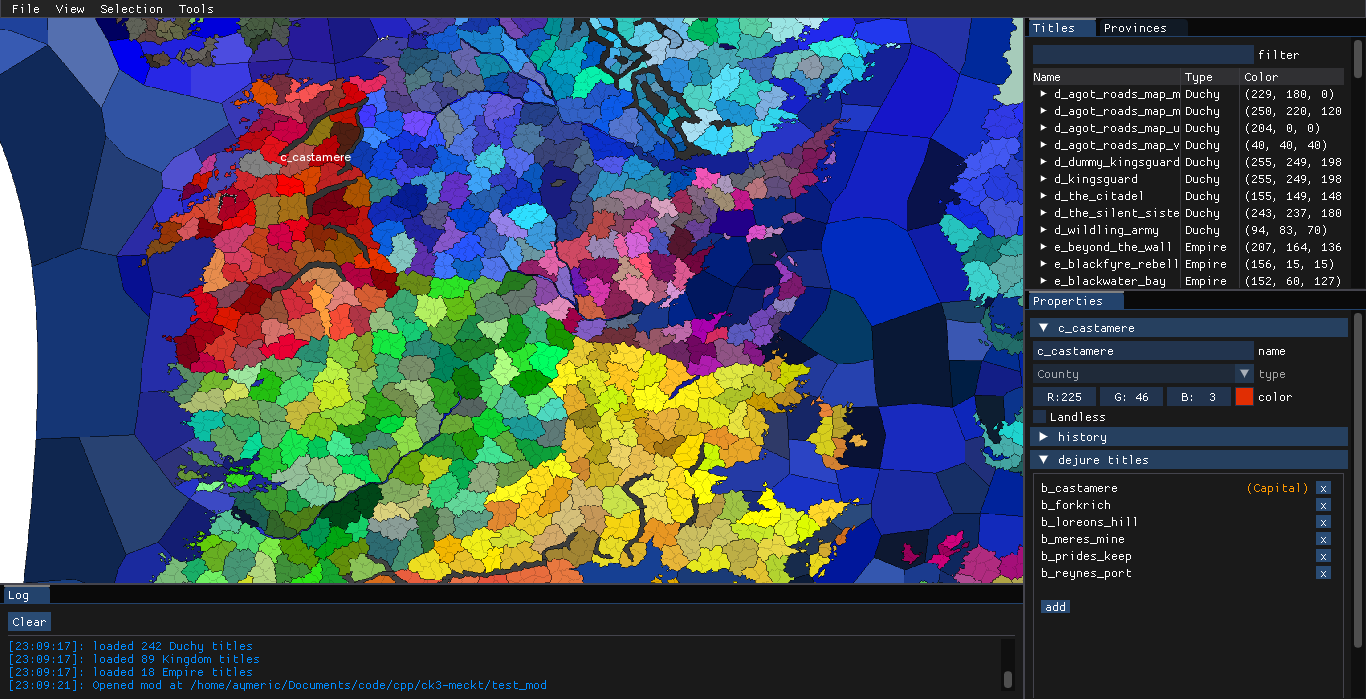 File View Selection Tools
Titles Provinces
filter
Name Type Color
d_agot_roads_map_m Duchy (229, 180, 0)
d_agot_roads_map_m Duchy (250, 220, 120
d_agot_roads_map_u Duchy (204, 0, 0)
d_agot_roads_map_v Duchy (40, 40, 40)
d_dummy_kingsguard Duchy (255, 249, 198
d_kingsguard Duchy (255, 249, 198
d_the_citadel Duchy (155, 149, 148
d_the_silent_siste Duchy (243, 237, 180
d_wildling_army Duchy (94, 83, 70)
e_beyond_the_wall Empire (207, 164, 136
e_blackfyre_rebell Empire (156, 15, 15)
e_blackwater_bay Empire (152, 60, 127)
c_castamere
Properties
c_castamere
c_castamere name
County type
R:225 G: 46 B: 3 color
Landless
history
dejure titles
b_castamere (Capital) x
b_forkrich x
b_loreons_hill x
b_meres_mine x
b_prides_keep x
b_reynes_port x
add
Log
Clear
[23:09:17]: loaded 242 Duchy titles
[23:09:17]: loaded 89 Kingdom titles
[23:09:17]: loaded 18 Empire titles
[23:09:21]: Opened mod at /home/aymeric/Documents/code/cpp/ck3-meckt/test_mod